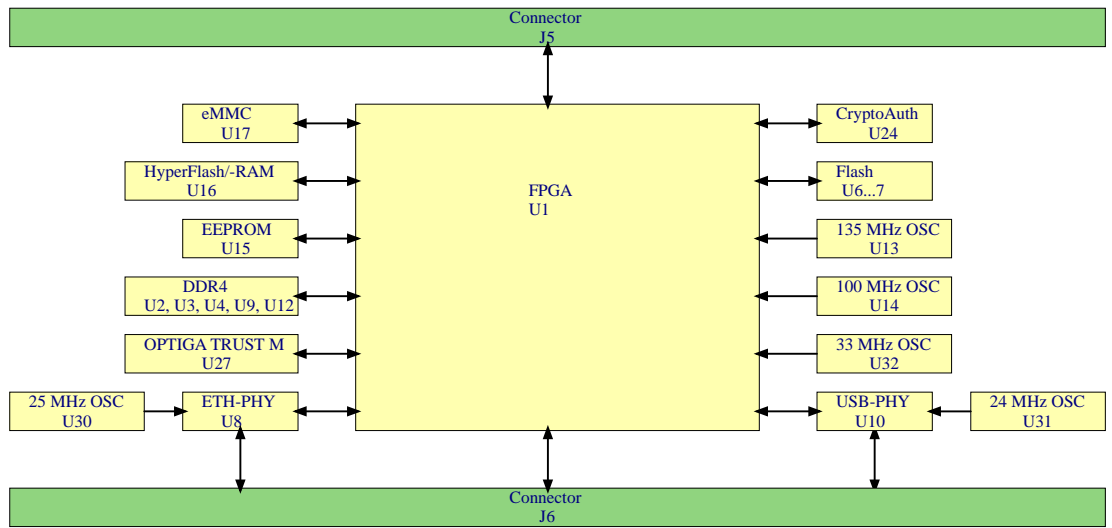 Connector
J5
eMMC
U17
CryptoAuth
U24
HyperFlash/-RAM
U16
FPGA
U1
Flash
U6...7
EEPROM
U15
135 MHz OSC
U13
DDR4
U2, U3, U4, U9, U12
100 MHz OSC
U14
OPTIGA TRUST M
U27
33 MHz OSC
U32
25 MHz OSC
U30
ETH-PHY
U8
USB-PHY
U10
24 MHz OSC
U31
Connector
J6